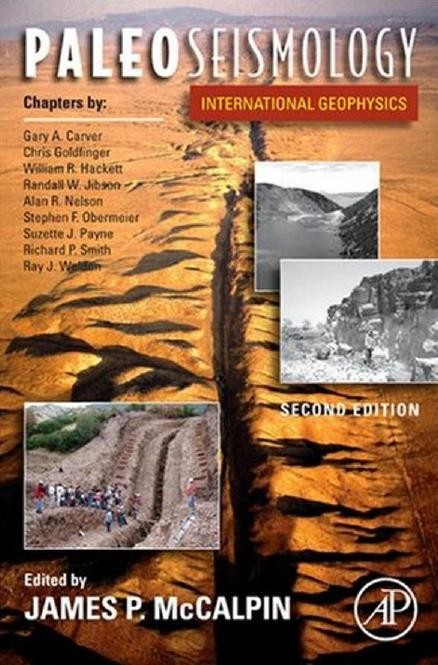 PALEOSEISMOLOGY
INTERNATIONAL GEOPHYSICS
Chapters by:
Gary A. Carver
Chris Goldfinger
William R. Hackett
Randall W. Jibson
Alan R. Nelson
Stephen F. Obermeier
Suzette J. Payne
Richard P. Smith
Ray J. Weldon
SECOND EDITION
Edited by
JAMES P. McCALPIN
AP